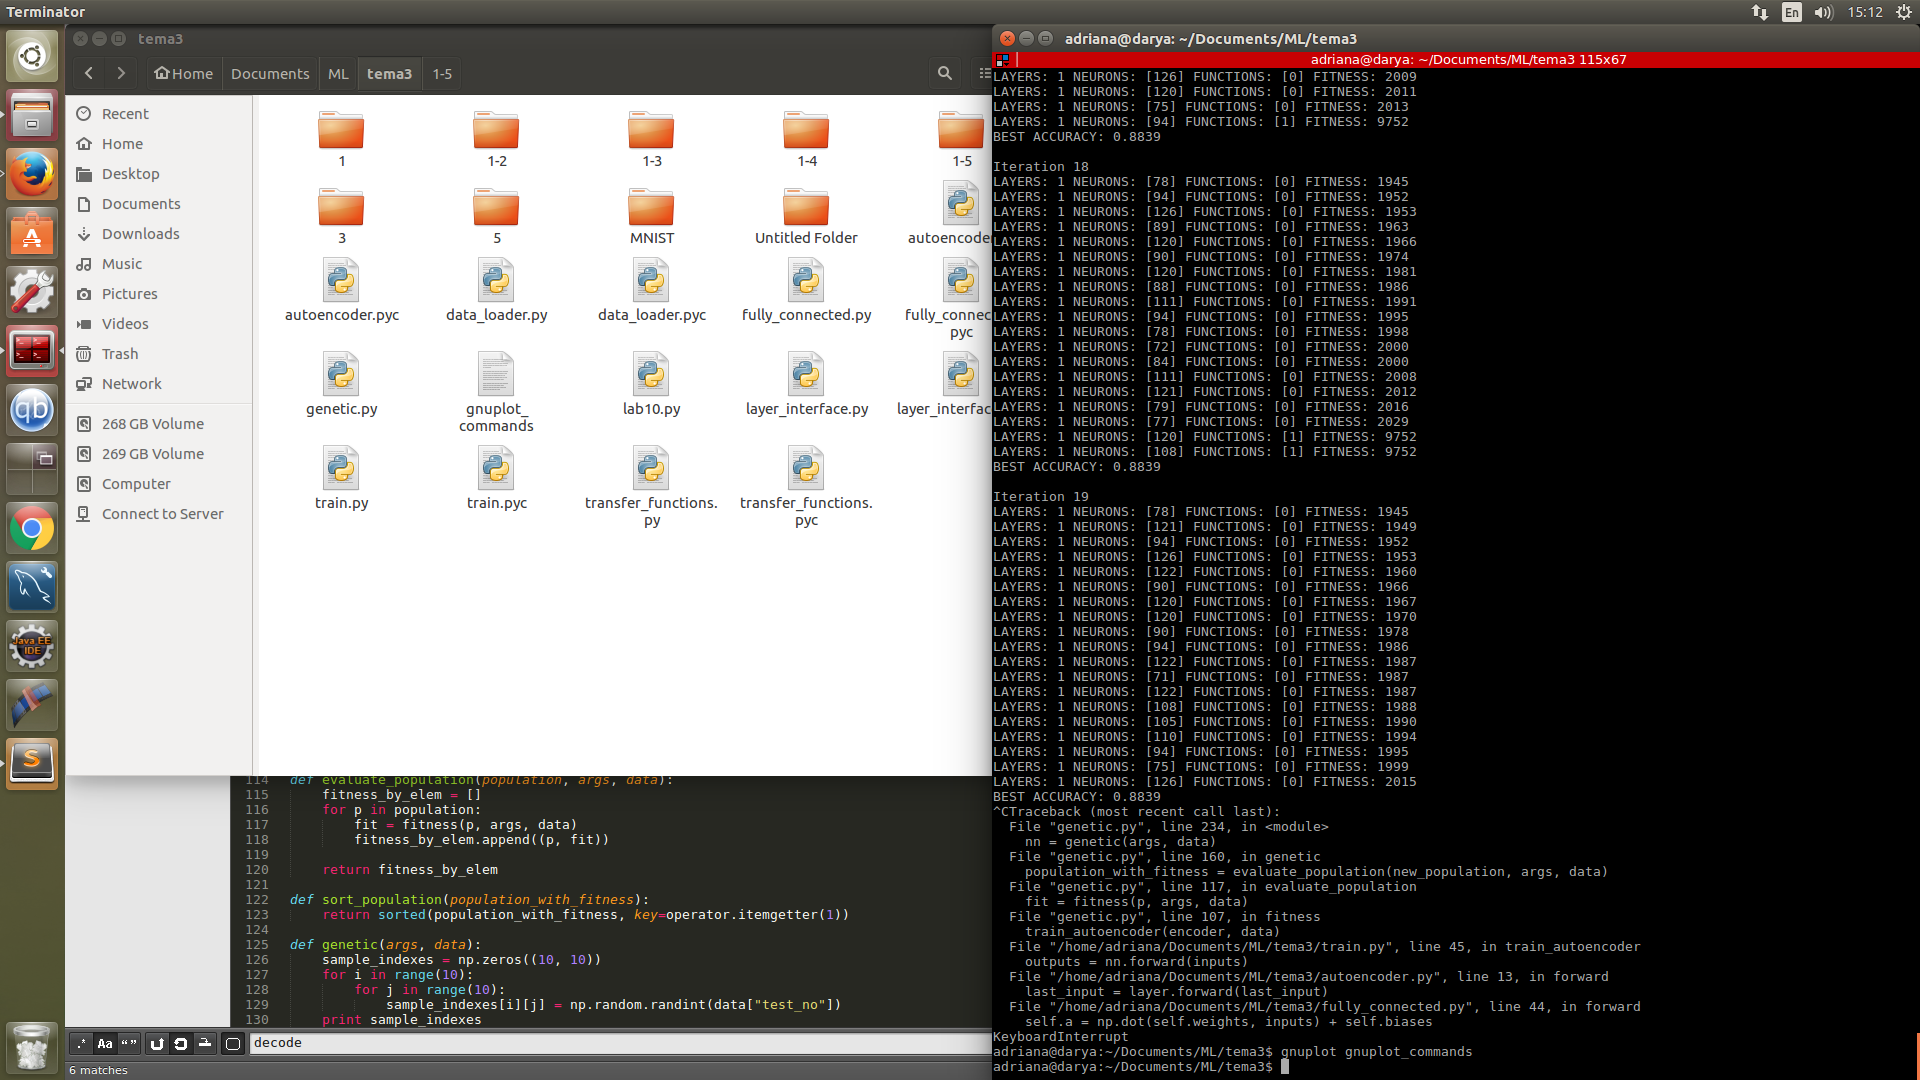 Terminator
En
15:12
tema3
Home
Documents
ML
tema3
1-5
Recent
Home
Desktop
Documents
Downloads
Music
Pictures
Videos
Trash
Network
268 GB Volume
269 GB Volume
Computer
Connect to Server
1
1-2
1-3
1-4
1-5
3
5
MNIST
Untitled Folder
autoencoder
autoencoder.pyc
data_loader.py
data_loader.pyc
fully_connected.py
fully_connec
pyc
genetic.py
gnuplot_
commands
lab10.py
layer_interface.py
layer_interfac
train.py
train.pyc
transfer_functions.
py
transfer_functions.
pyc
qb
Java EE
IDE
S
114 def evaluate_population(population, args, data):
115 fitness_by_elem = []
116 for p in population:
117 fit = fitness(p, args, data)
118 fitness_by_elem.append((p, fit))
119
120 return fitness_by_elem
121
122 def sort_population(population_with_fitness):
123 return sorted(population_with_fitness, key=operator.itemgetter(1))
124
125 def genetic(args, data):
126 sample_indexes = np.zeros((10, 10))
127 for i in range(10):
128 for j in range(10):
129 sample_indexes[i][j] = np.random.randint(data["test_no"])
130 print sample_indexes
.* Aa “”
decode
6 matches
adriana@darya: ~/Documents/ML/tema3
adriana@darya: ~/Documents/ML/tema3 115x67
LAYERS: 1 NEURONS: [126] FUNCTIONS: [0] FITNESS: 2009
LAYERS: 1 NEURONS: [120] FUNCTIONS: [0] FITNESS: 2011
LAYERS: 1 NEURONS: [75] FUNCTIONS: [0] FITNESS: 2013
LAYERS: 1 NEURONS: [94] FUNCTIONS: [1] FITNESS: 9752
BEST ACCURACY: 0.8839
Iteration 18
LAYERS: 1 NEURONS: [78] FUNCTIONS: [0] FITNESS: 1945
LAYERS: 1 NEURONS: [94] FUNCTIONS: [0] FITNESS: 1952
LAYERS: 1 NEURONS: [126] FUNCTIONS: [0] FITNESS: 1953
LAYERS: 1 NEURONS: [89] FUNCTIONS: [0] FITNESS: 1963
LAYERS: 1 NEURONS: [120] FUNCTIONS: [0] FITNESS: 1966
LAYERS: 1 NEURONS: [90] FUNCTIONS: [0] FITNESS: 1974
LAYERS: 1 NEURONS: [120] FUNCTIONS: [0] FITNESS: 1981
LAYERS: 1 NEURONS: [88] FUNCTIONS: [0] FITNESS: 1986
LAYERS: 1 NEURONS: [111] FUNCTIONS: [0] FITNESS: 1991
LAYERS: 1 NEURONS: [94] FUNCTIONS: [0] FITNESS: 1995
LAYERS: 1 NEURONS: [78] FUNCTIONS: [0] FITNESS: 1998
LAYERS: 1 NEURONS: [72] FUNCTIONS: [0] FITNESS: 2000
LAYERS: 1 NEURONS: [84] FUNCTIONS: [0] FITNESS: 2000
LAYERS: 1 NEURONS: [111] FUNCTIONS: [0] FITNESS: 2008
LAYERS: 1 NEURONS: [121] FUNCTIONS: [0] FITNESS: 2012
LAYERS: 1 NEURONS: [79] FUNCTIONS: [0] FITNESS: 2016
LAYERS: 1 NEURONS: [77] FUNCTIONS: [0] FITNESS: 2029
LAYERS: 1 NEURONS: [120] FUNCTIONS: [1] FITNESS: 9752
LAYERS: 1 NEURONS: [108] FUNCTIONS: [1] FITNESS: 9752
BEST ACCURACY: 0.8839
Iteration 19
LAYERS: 1 NEURONS: [78] FUNCTIONS: [0] FITNESS: 1945
LAYERS: 1 NEURONS: [121] FUNCTIONS: [0] FITNESS: 1949
LAYERS: 1 NEURONS: [94] FUNCTIONS: [0] FITNESS: 1952
LAYERS: 1 NEURONS: [126] FUNCTIONS: [0] FITNESS: 1953
LAYERS: 1 NEURONS: [122] FUNCTIONS: [0] FITNESS: 1960
LAYERS: 1 NEURONS: [90] FUNCTIONS: [0] FITNESS: 1966
LAYERS: 1 NEURONS: [120] FUNCTIONS: [0] FITNESS: 1967
LAYERS: 1 NEURONS: [120] FUNCTIONS: [0] FITNESS: 1970
LAYERS: 1 NEURONS: [90] FUNCTIONS: [0] FITNESS: 1978
LAYERS: 1 NEURONS: [94] FUNCTIONS: [0] FITNESS: 1986
LAYERS: 1 NEURONS: [122] FUNCTIONS: [0] FITNESS: 1987
LAYERS: 1 NEURONS: [71] FUNCTIONS: [0] FITNESS: 1987
LAYERS: 1 NEURONS: [122] FUNCTIONS: [0] FITNESS: 1987
LAYERS: 1 NEURONS: [108] FUNCTIONS: [0] FITNESS: 1988
LAYERS: 1 NEURONS: [105] FUNCTIONS: [0] FITNESS: 1990
LAYERS: 1 NEURONS: [110] FUNCTIONS: [0] FITNESS: 1994
LAYERS: 1 NEURONS: [94] FUNCTIONS: [0] FITNESS: 1995
LAYERS: 1 NEURONS: [75] FUNCTIONS: [0] FITNESS: 1999
LAYERS: 1 NEURONS: [126] FUNCTIONS: [0] FITNESS: 2015
BEST ACCURACY: 0.8839
^CTraceback (most recent call last):
File "genetic.py", line 234, in <module>
nn = genetic(args, data)
File "genetic.py", line 160, in genetic
population_with_fitness = evaluate_population(new_population, args, data)
File "genetic.py", line 117, in evaluate_population
fit = fitness(p, args, data)
File "genetic.py", line 107, in fitness
train_autoencoder(encoder, data)
File "/home/adriana/Documents/ML/tema3/train.py", line 45, in train_autoencoder
outputs = nn.forward(inputs)
File "/home/adriana/Documents/ML/tema3/autoencoder.py", line 13, in forward
last_input = layer.forward(last_input)
File "/home/adriana/Documents/ML/tema3/fully_connected.py", line 44, in forward
self.a = np.dot(self.weights, inputs) + self.biases
KeyboardInterrupt
adriana@darya:~/Documents/ML/tema3$ gnuplot gnuplot_commands
adriana@darya:~/Documents/ML/tema3$